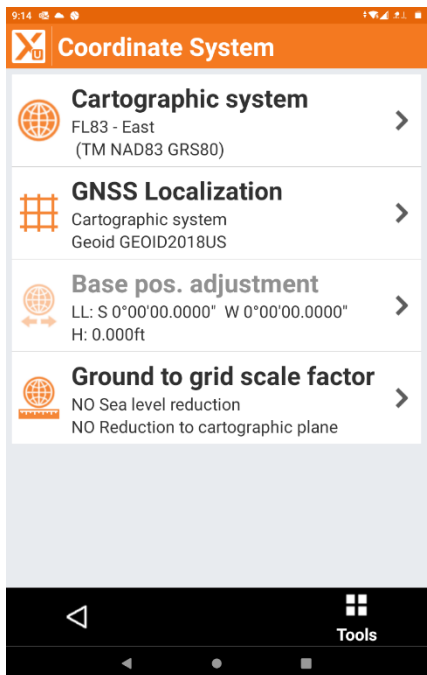 9:14
Coordinate System
Cartographic system
FL83 - East
(TM NAD83 GRS80)
GNSS Localization
Cartographic system
Geoid GEOID2018US
Base pos. adjustment
LL: S 0°00'00.0000" W 0°00'00.0000"
H: 0.000ft
Ground to grid scale factor
NO Sea level reduction
NO Reduction to cartographic plane
Tools